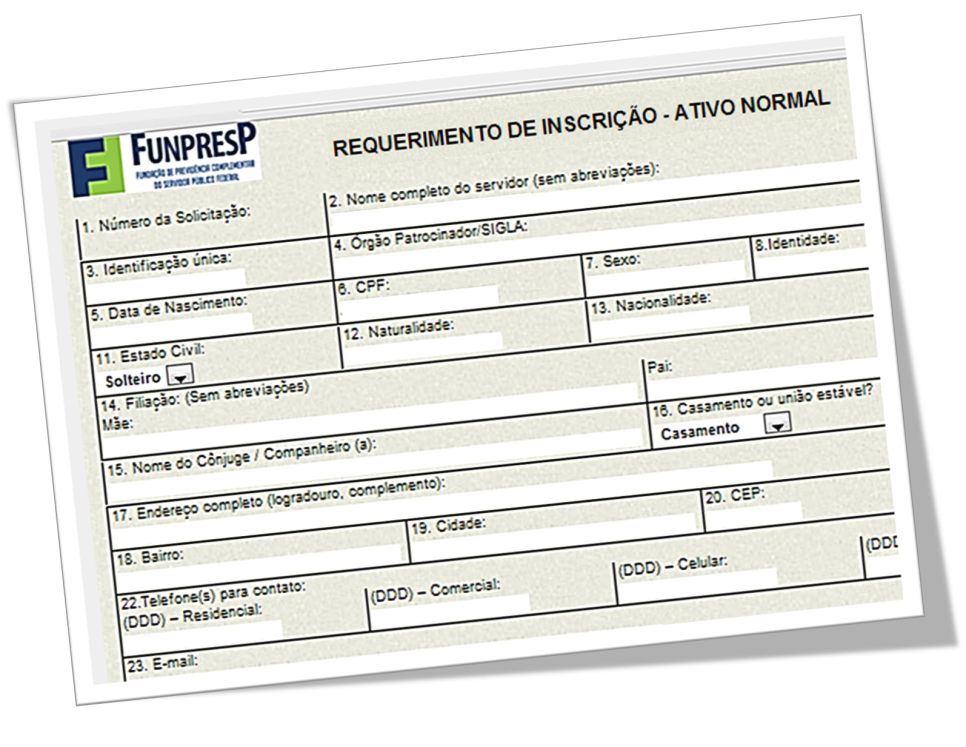 FUNPRESP
FUNDAÇÃO DE PREVIDÊNCIA COMPLEMENTAR
DO SERVIDOR PÚBLICO FEDERAL
REQUERIMENTO DE INSCRIÇÃO - ATIVO NORMAL
1. Número da Solicitação:
2. Nome completo do servidor (sem abreviações):
3. Identificação única:
4. Órgão Patrocinador/SIGLA:
5. Data de Nascimento:
6. CPF:
7. Sexo:
8.Identidade:
11. Estado Civil:
Solteiro
12. Naturalidade:
13. Nacionalidade:
14. Filiação: (Sem abreviações)
Mãe:
Pai:
15. Nome do Cônjuge / Companheiro (a):
16. Casamento ou união estável?
Casamento
17. Endereço completo (logradouro, complemento):
18. Bairro:
19. Cidade:
20. CEP:
22.Telefone(s) para contato:
(DDD) – Residencial:
(DDD) – Comercial:
(DDD) – Celular:
(DDD
23. E-mail: